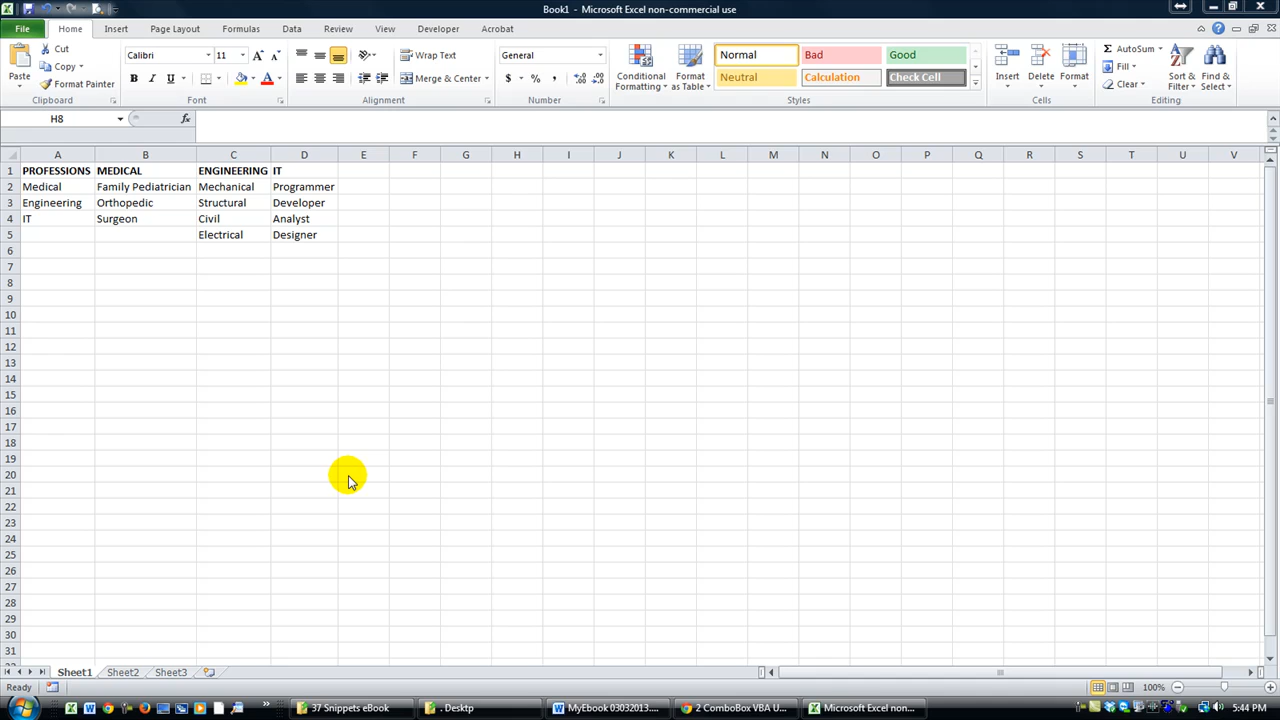 Book1 - Microsoft Excel non-commercial use
File Home Insert Page Layout Formulas Data Review View Developer Acrobat
Paste Cut Copy Format Painter Clipboard
Calibri 11 B I U A Font
Wrap Text Merge & Center Alignment
General $ % , Number
Conditional Formatting Format as Table
Normal Bad Good
Neutral Calculation Check Cell
Styles
Insert Delete Format Cells
AutoSum Fill Clear Sort & Filter Find & Select Editing
H8 fx
A B C D E F G H I J K L M N O P Q R S T U V
1 PROFESSIONS MEDICAL ENGINEERING IT
2 Medical Family Pediatrician Mechanical Programmer
3 Engineering Orthopedic Structural Developer
4 IT Surgeon Civil Analyst
5 Electrical Designer
6
7
8
9
10
11
12
13
14
15
16
17
18
19
20
21
22
23
24
25
26
27
28
29
30
31
Sheet1 Sheet2 Sheet3
Ready 100%
37 Snippets eBook . Desktp MyEbook 03032013.... 2 ComboBox VBA U... Microsoft Excel non... 5:44 PM